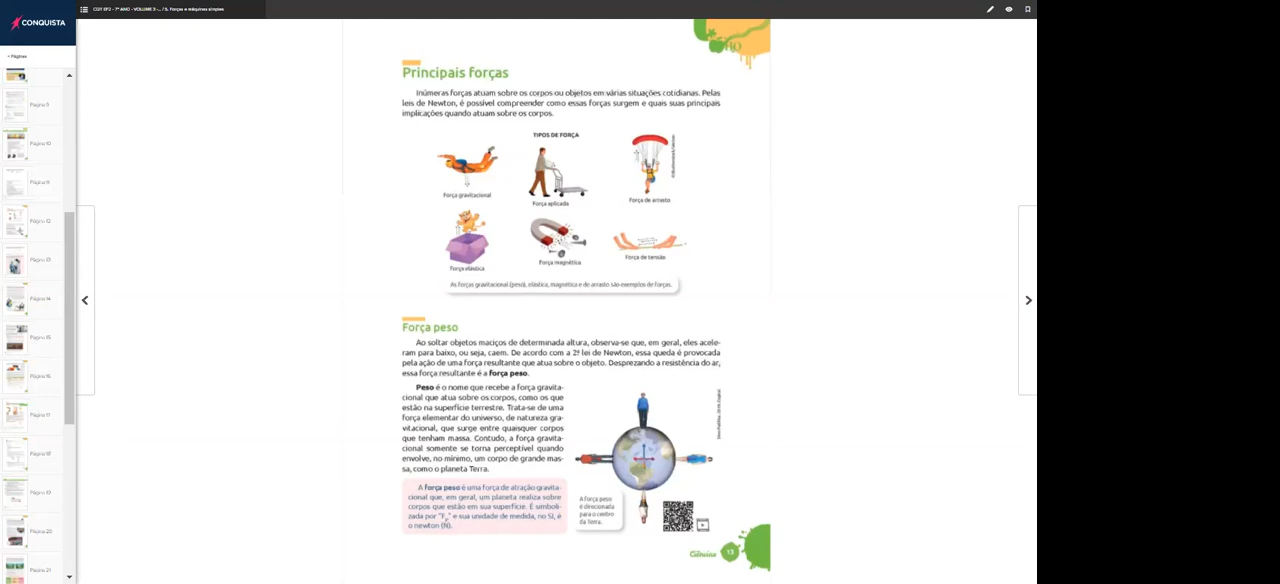 CONQUISTA
CQT EF2 - 7º ANO - VOLUME 3 -... / 5. Forças e máquinas simples
< Páginas
Página 9
Página 10
Página 11
Página 12
Página 13
Página 14
Página 15
Página 16
Página 17
Página 18
Página 19
Página 20
Página 21
Principais forças
Inúmeras forças atuam sobre os corpos ou objetos em várias situações cotidianas. Pelas
leis de Newton, é possível compreender como essas forças surgem e quais suas principais
implicações quando atuam sobre os corpos.
TIPOS DE FORÇA
Força gravitacional
Força aplicada
Força de arrasto
Força elástica
Força magnética
Força de tensão
As forças gravitacional (peso), elástica, magnética e de arrasto são exemplos de forças.
Força peso
Ao soltar objetos maciços de determinada altura, observa-se que, em geral, eles acele-
ram para baixo, ou seja, caem. De acordo com a 2ª lei de Newton, essa queda é provocada
pela ação de uma força resultante que atua sobre o objeto. Desprezando a resistência do ar,
essa força resultante é a força peso.
Peso é o nome que recebe a força gravita-
cional que atua sobre os corpos, como os que
estão na superfície terrestre. Trata-se de uma
força elementar do universo, de natureza gra-
vitacional, que surge entre quaisquer corpos
que tenham massa. Contudo, a força gravita-
cional somente se torna perceptível quando
envolve, no mínimo, um corpo de grande mas-
sa, como o planeta Terra.
A força peso é uma força de atração gravita-
cional que, em geral, um planeta realiza sobre
corpos que estão em sua superfície. É simboli-
zada por "Fp" e sua unidade de medida, no SI, é
o newton (N).
A força peso
é direcionada
para o centro
da Terra.
Ciências 13